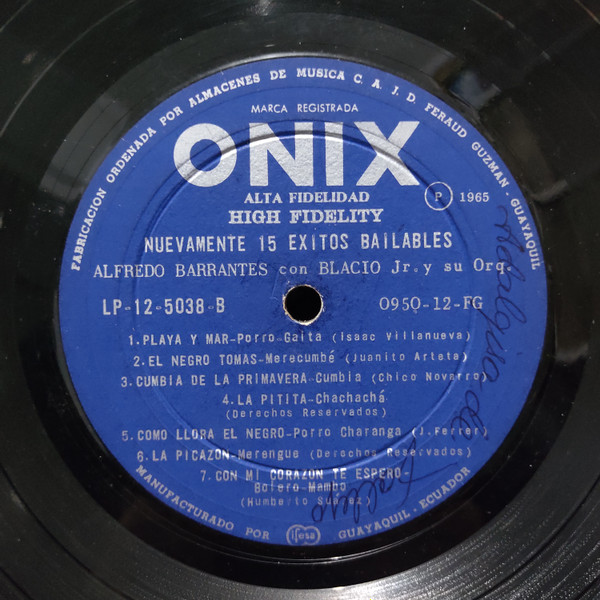 FABRICACION ORDENADA POR ALMACENES DE MUSICA C. A. J. D. FERAUD GUZMAN - GUAYAQUIL
MARCA REGISTRADA
ONIX
ALTA FIDELIDAD
HIGH FIDELITY
P 1965
NUEVAMENTE 15 EXITOS BAILABLES
ALFREDO BARRANTES con BLACIO Jr. y su Orq.
LP-12-5038-B 0950-12-FG
1. PLAYA Y MAR-Porro-Gaita (Isaac Villanueva)
2. EL NEGRO TOMAS-Merecumbé (Juanito Arteta)
3. CUMBIA DE LA PRIMAVERA-Cumbia (Chico Novarro)
4. LA PITITA-Chachachá
(Derechos Reservados)
5. COMO LLORA EL NEGRO-Porro Charanga (J. Ferrer)
6. LA PICAZON-Merengue (Derechos Reservados)
7. CON MI CORAZON TE ESPERO-
Bolero-Mambo
(Humberto Suárez)
MANUFACTURADO POR ifesa GUAYAQUIL - ECUADOR
de